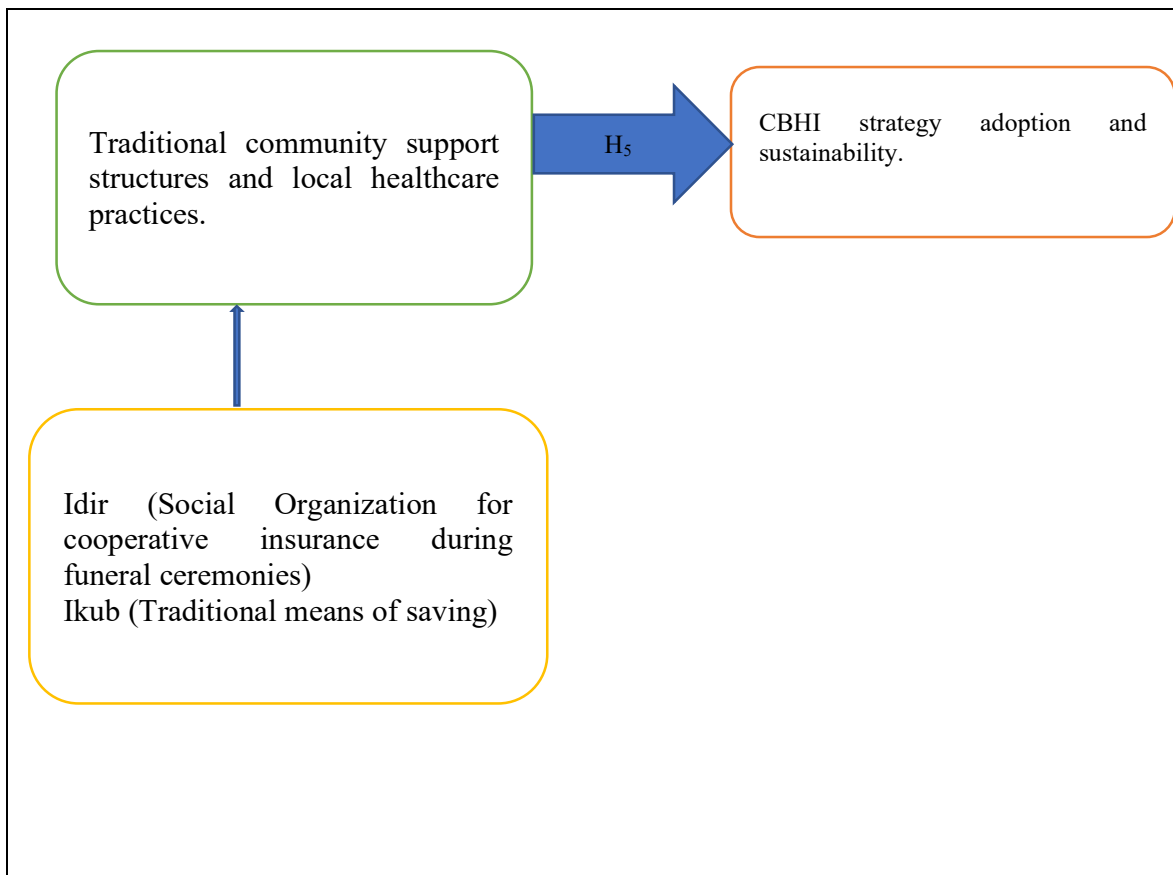 Traditional community support
structures and local healthcare
practices.
H₅
CBHI strategy adoption and
sustainability.
Idir (Social Organization for
cooperative insurance during
funeral ceremonies)
Ikub (Traditional means of saving)